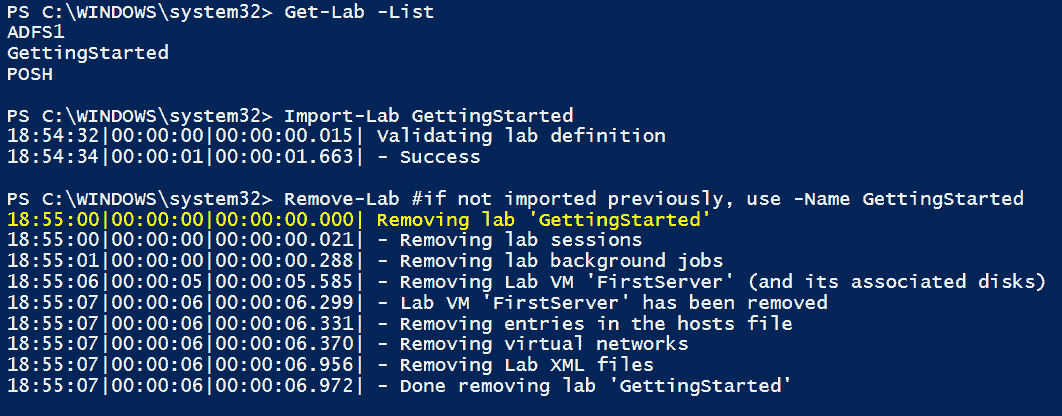 PS C:\WINDOWS\system32> Get-Lab -List
ADFS1
GettingStarted
POSH
PS C:\WINDOWS\system32> Import-Lab GettingStarted
18:54:32|00:00:00|00:00:00.015| Validating lab definition
18:54:34|00:00:01|00:00:01.663| - Success
PS C:\WINDOWS\system32> Remove-Lab #if not imported previously, use -Name GettingStarted
18:55:00|00:00:00|00:00:00.000| Removing lab 'GettingStarted'
18:55:00|00:00:00|00:00:00.021| - Removing lab sessions
18:55:01|00:00:00|00:00:00.288| - Removing lab background jobs
18:55:06|00:00:05|00:00:05.585| - Removing Lab VM 'FirstServer' (and its associated disks)
18:55:07|00:00:06|00:00:06.299| - Lab VM 'FirstServer' has been removed
18:55:07|00:00:06|00:00:06.331| - Removing entries in the hosts file
18:55:07|00:00:06|00:00:06.370| - Removing virtual networks
18:55:07|00:00:06|00:00:06.956| - Removing Lab XML files
18:55:07|00:00:06|00:00:06.972| - Done removing lab 'GettingStarted'